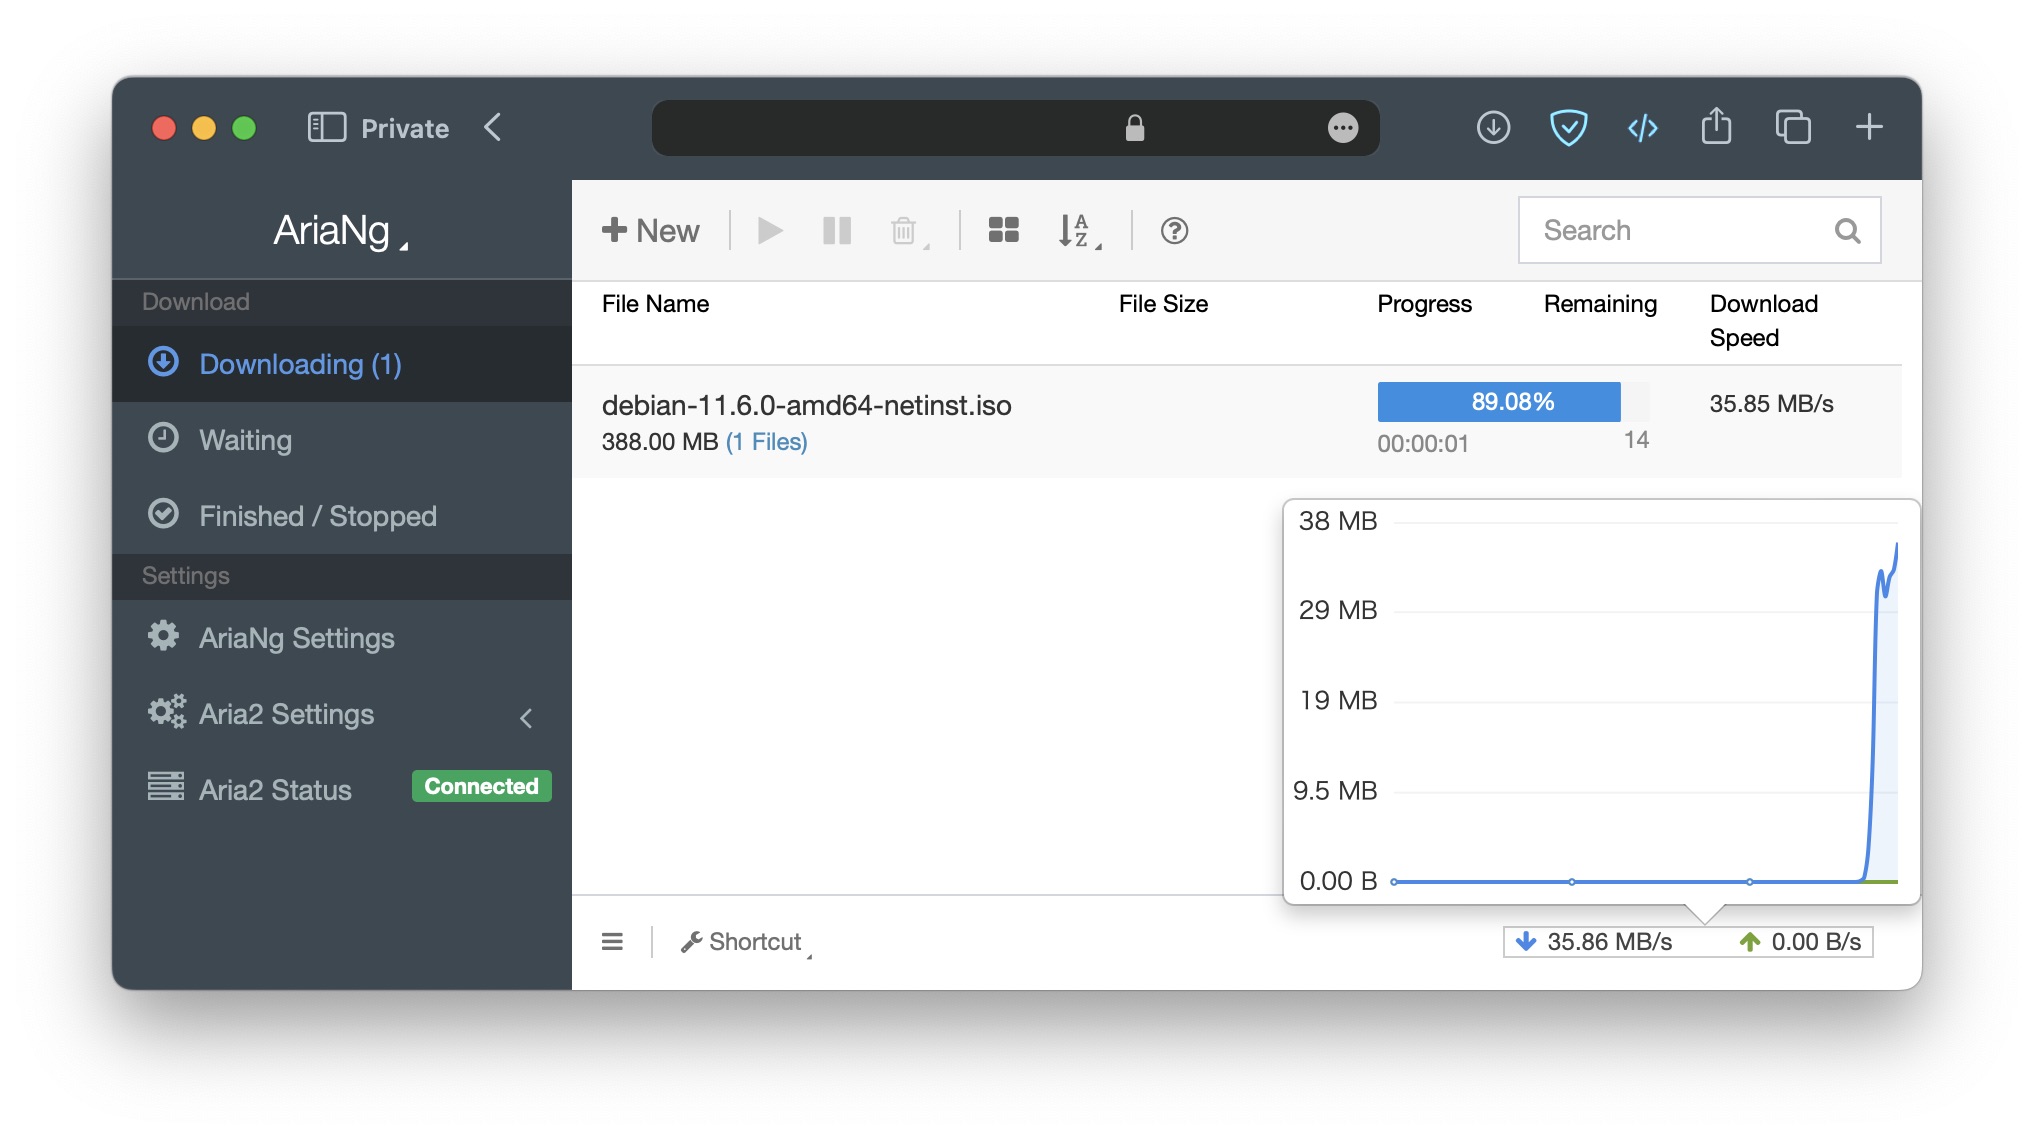 Private
AriaNg
Download
Downloading (1)
Waiting
Finished / Stopped
Settings
AriaNg Settings
Aria2 Settings
Aria2 Status Connected
New
Search
File Name File Size Progress Remaining Download
Speed
debian-11.6.0-amd64-netinst.iso 89.08% 35.85 MB/s
388.00 MB (1 Files) 00:00:01 14
38 MB
29 MB
19 MB
9.5 MB
0.00 B
Shortcut 35.86 MB/s 0.00 B/s